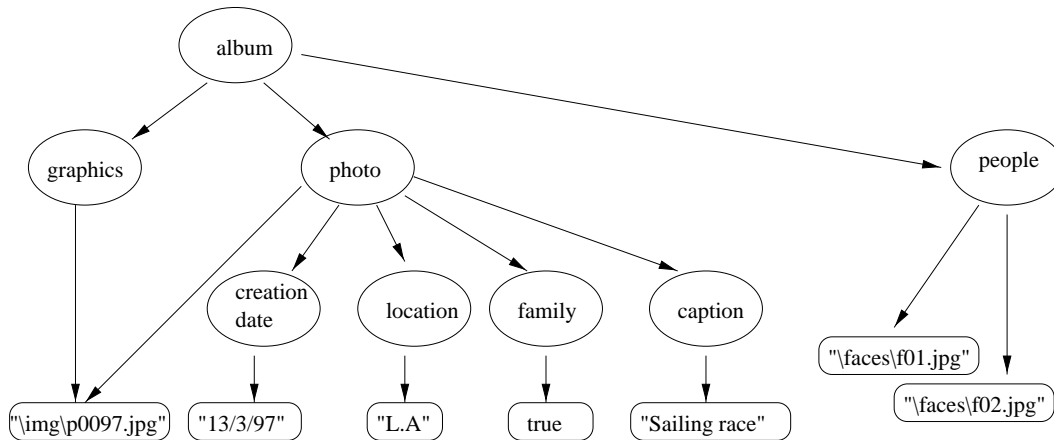 album
graphics
photo
people
creation
date
location
family
caption
"\faces\f01.jpg"
"\faces\f02.jpg"
"\img\p0097.jpg"
"13/3/97"
"L.A"
true
"Sailing race"